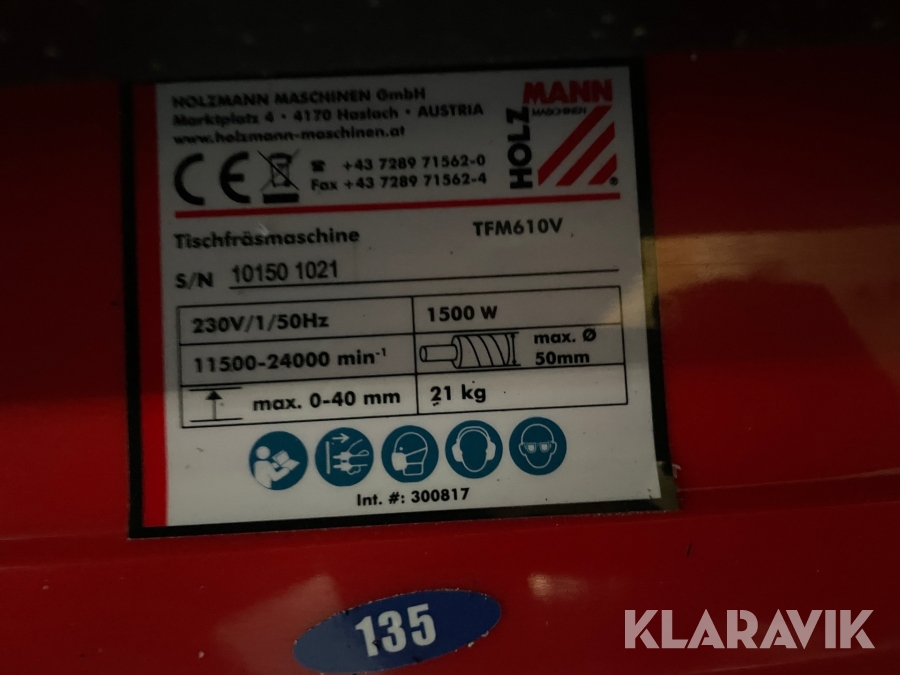 HOLZMANN MASCHINEN GmbH
Marktplatz 4 · 4170 Haslach · AUSTRIA
www.holzmann-maschinen.at
HOLZ MANN
MASCHINEN
®
CE
+43 7289 71562-0
Fax +43 7289 71562-4
Tischfräsmaschine TFM610V
S/N 10150 1021
230V/1/50Hz 1500 W
11500-24000 min⁻¹ max. Ø
50mm
max. 0-40 mm 21 kg
Int. #: 300817
135
KLARAVIK